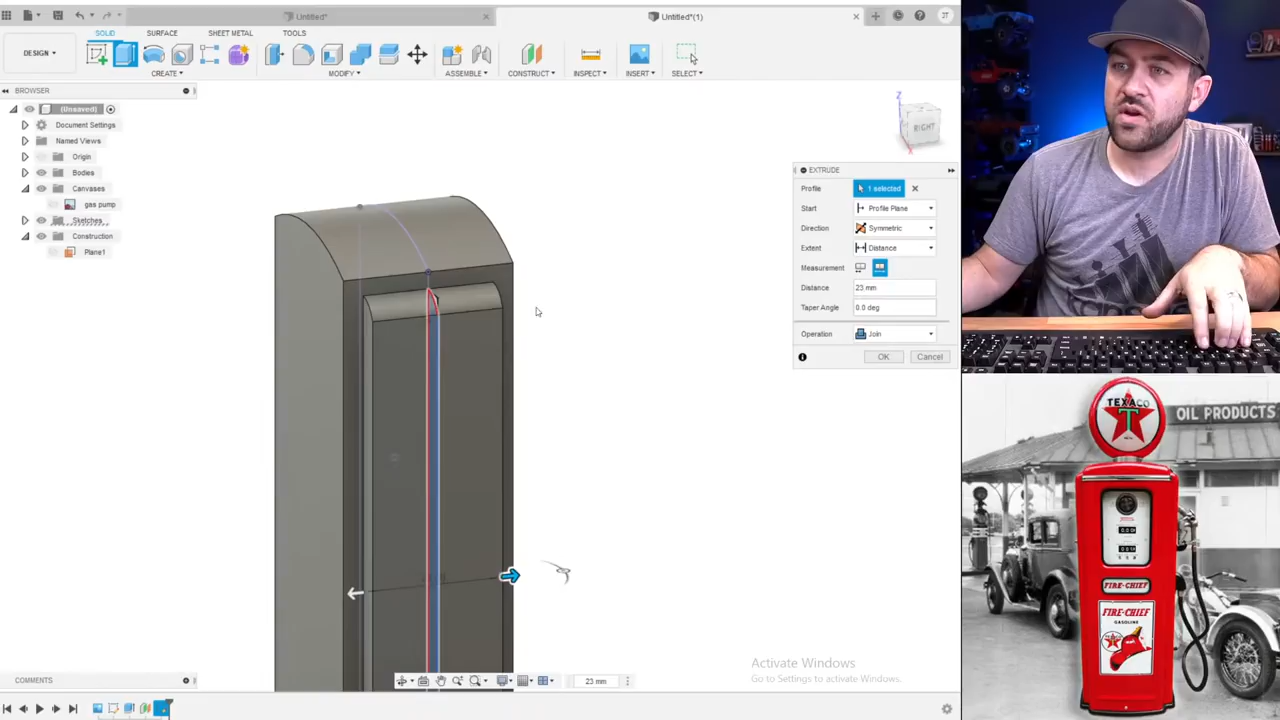 Untitled*
Untitled*(1)
JT
SOLID
SURFACE
SHEET METAL
TOOLS
DESIGN
CREATE
MODIFY
ASSEMBLE
CONSTRUCT
INSPECT
INSERT
SELECT
BROWSER
(Unsaved)
Document Settings
Named Views
Origin
Bodies
Canvases
gas pump
Sketches
Construction
Plane1
Z
RIGHT
EXTRUDE
Profile
1 selected
Start
Profile Plane
Direction
Symmetric
Extent
Distance
Measurement
Distance
23 mm
Taper Angle
0.0 deg
Operation
Join
OK
Cancel
TEXACO
T
OIL PRODUCTS
FIRE-CHIEF
FIRE-CHIEF
GASOLINE
Activate Windows
Go to Settings to activate Windows.
COMMENTS
23 mm